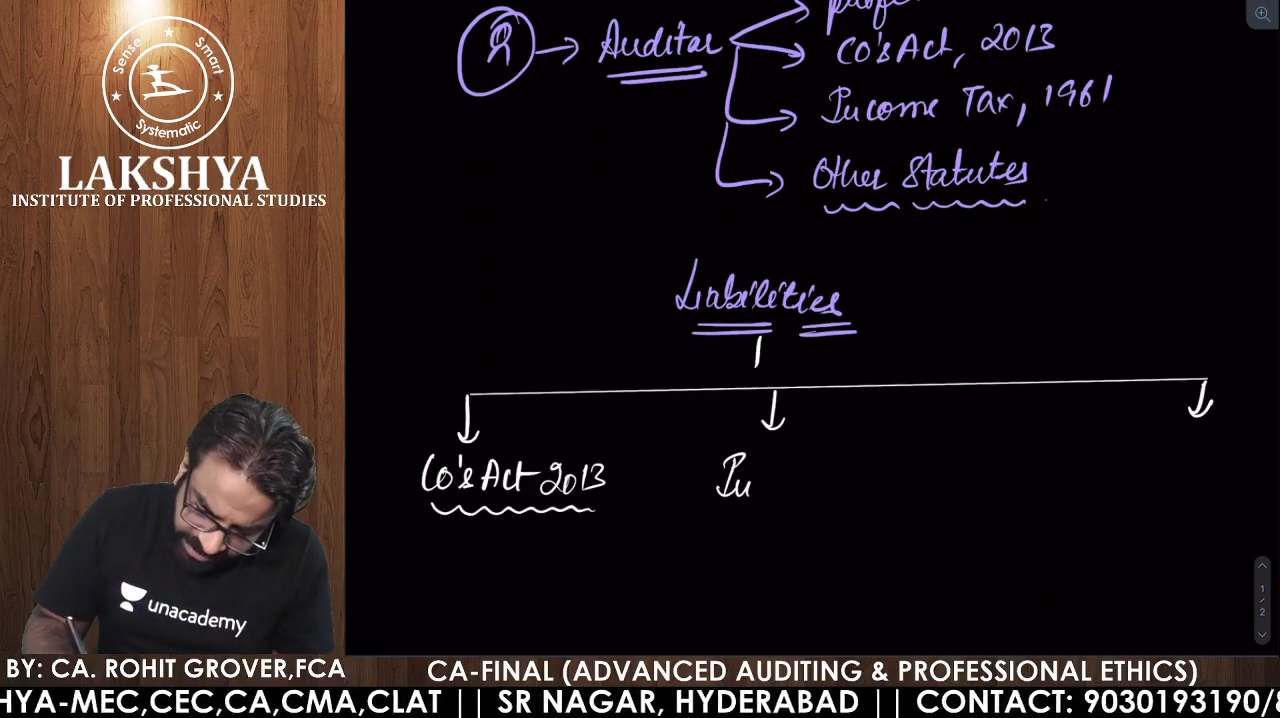 Sense
Smart
Systematic
LAKSHYA
INSTITUTE OF PROFESSIONAL STUDIES
Auditor
Co's Act, 2013
Income Tax, 1961
Other Statutes
Liabilities
Co's Act 2013
In
unacademy
1
/
2
BY: CA. ROHIT GROVER,FCA
CA-FINAL (ADVANCED AUDITING & PROFESSIONAL ETHICS)
HYA-MEC,CEC,CA,CMA,CLAT || SR NAGAR, HYDERABAD || CONTACT: 9030193190/